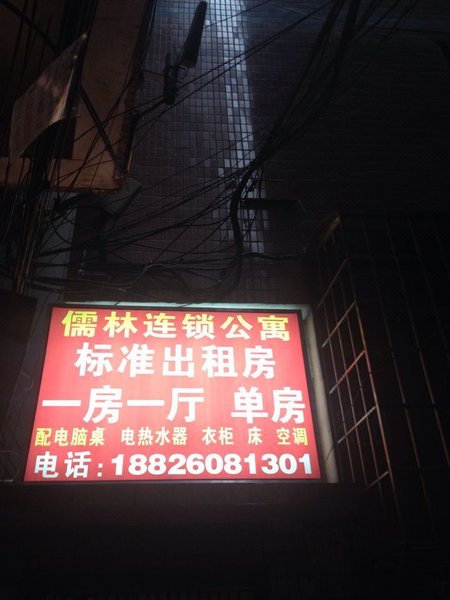 儒林连锁公寓
标准出租房
一房一厅 单房
配电脑桌 电热水器 衣柜 床 空调
电话:18826081301